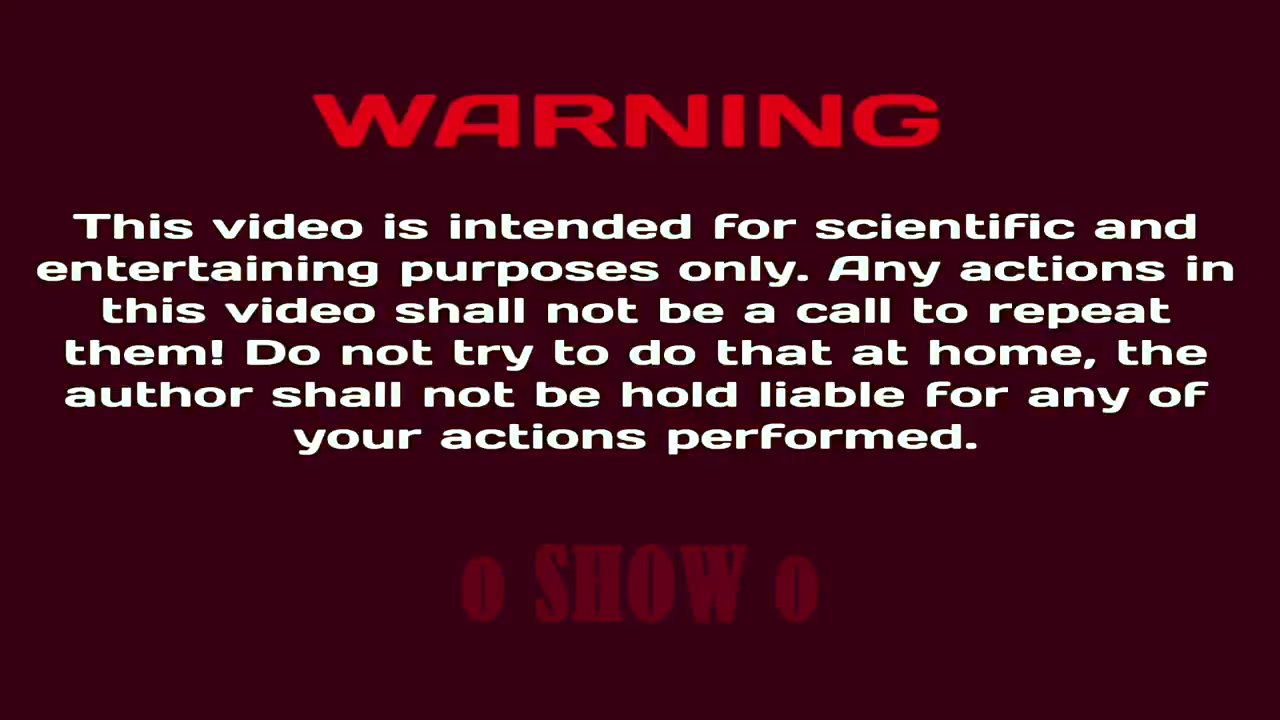 WARNING
This video is intended for scientific and
entertaining purposes only. Any actions in
this video shall not be a call to repeat
them! Do not try to do that at home, the
author shall not be hold liable for any of
your actions performed.
o SHOW o